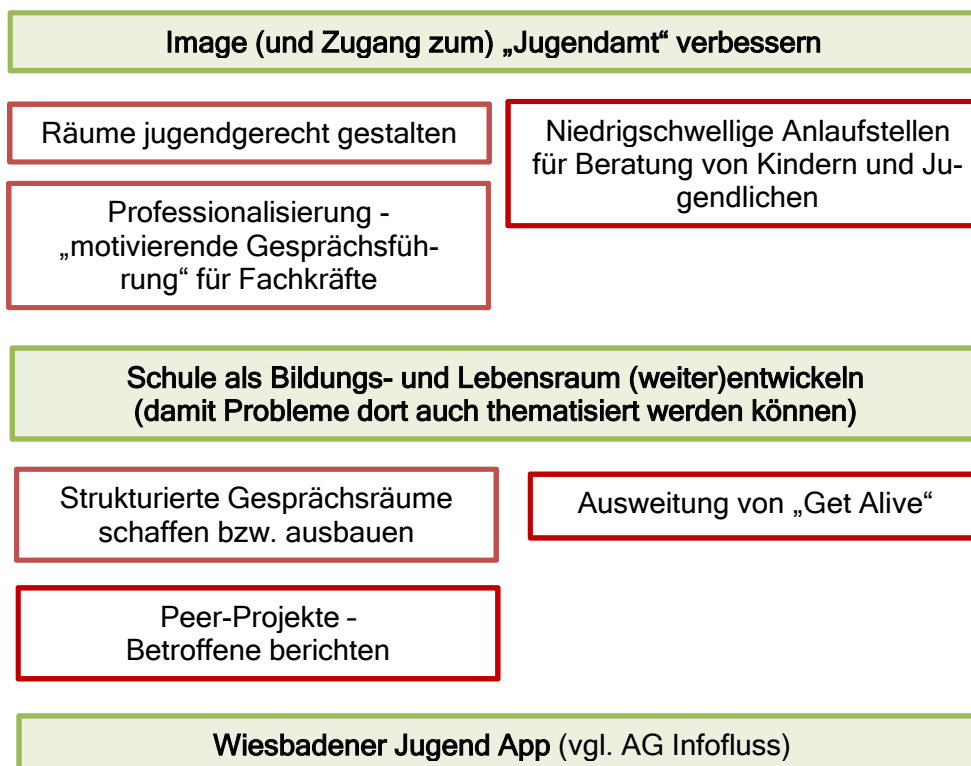 Image (und Zugang zum) „Jugendamt“ verbessern
Räume jugendgerecht gestalten
Professionalisierung -
„motivierende Gesprächsfüh-
rung“ für Fachkräfte
Niedrigschwellige Anlaufstellen
für Beratung von Kindern und Ju-
gendlichen
Schule als Bildungs- und Lebensraum (weiter)entwickeln
(damit Probleme dort auch thematisiert werden können)
Strukturierte Gesprächsräume
schaffen bzw. ausbauen
Ausweitung von „Get Alive“
Peer-Projekte –
Betroffene berichten
Wiesbadener Jugend App (vgl. AG Infofluss)